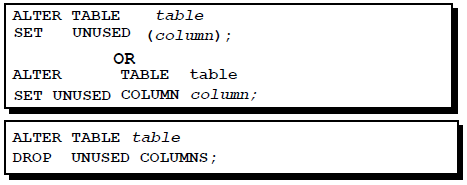 ALTER TABLE table
SET UNUSED (column);
OR
ALTER TABLE table
SET UNUSED COLUMN column;
ALTER TABLE table
DROP UNUSED COLUMNS;